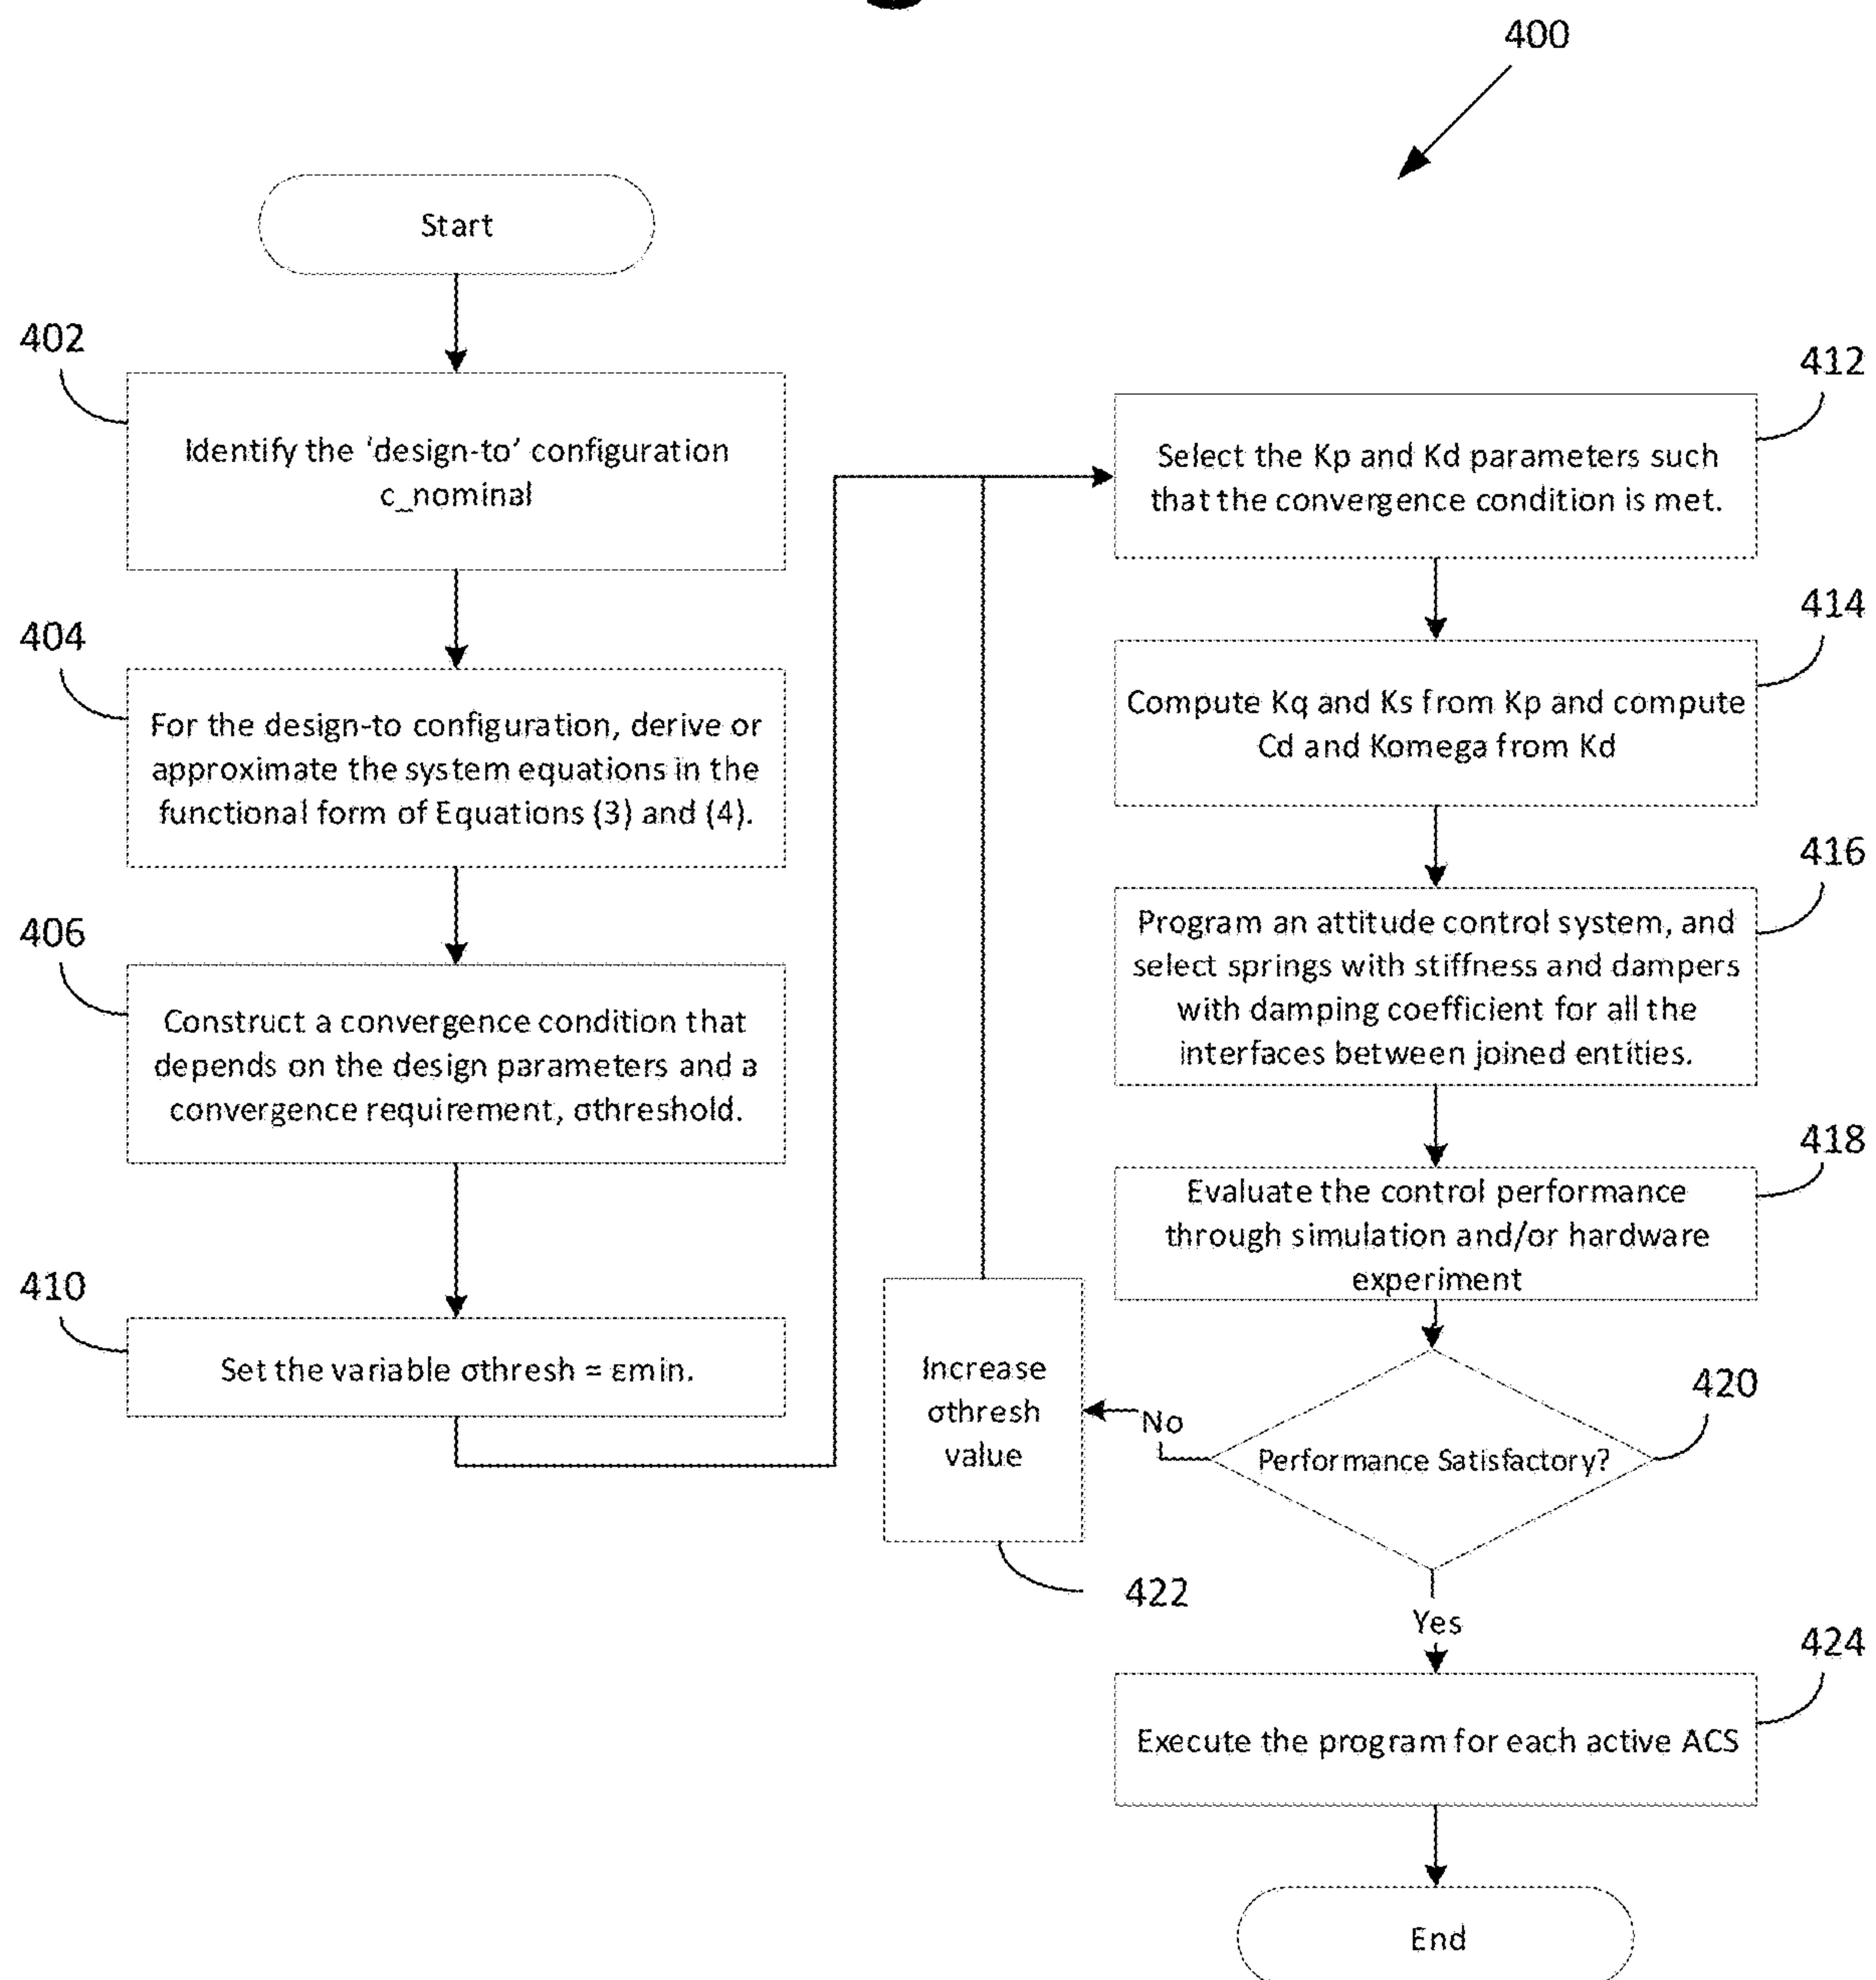 400
Start
402
Identify the ‘design-to’ configuration
c_nominal
404
For the design-to configuration, derive or
approximate the system equations in the
functional form of Equations (3) and (4).
406
Construct a convergence condition that
depends on the design parameters and a
convergence requirement, σthreshold.
410
Set the variable σthresh = εmin.
412
Select the Kp and Kd parameters such
that the convergence condition is met.
414
Compute Kq and Ks from Kp and compute
Cd and Komega from Kd
416
Program an attitude control system, and
select springs with stiffness and dampers
with damping coefficient for all the
interfaces between joined entities.
418
Evaluate the control performance
through simulation and/or hardware
experiment
420
Performance Satisfactory?
No
Increase
σthresh
value
422
Yes
424
Execute the program for each active ACS
End